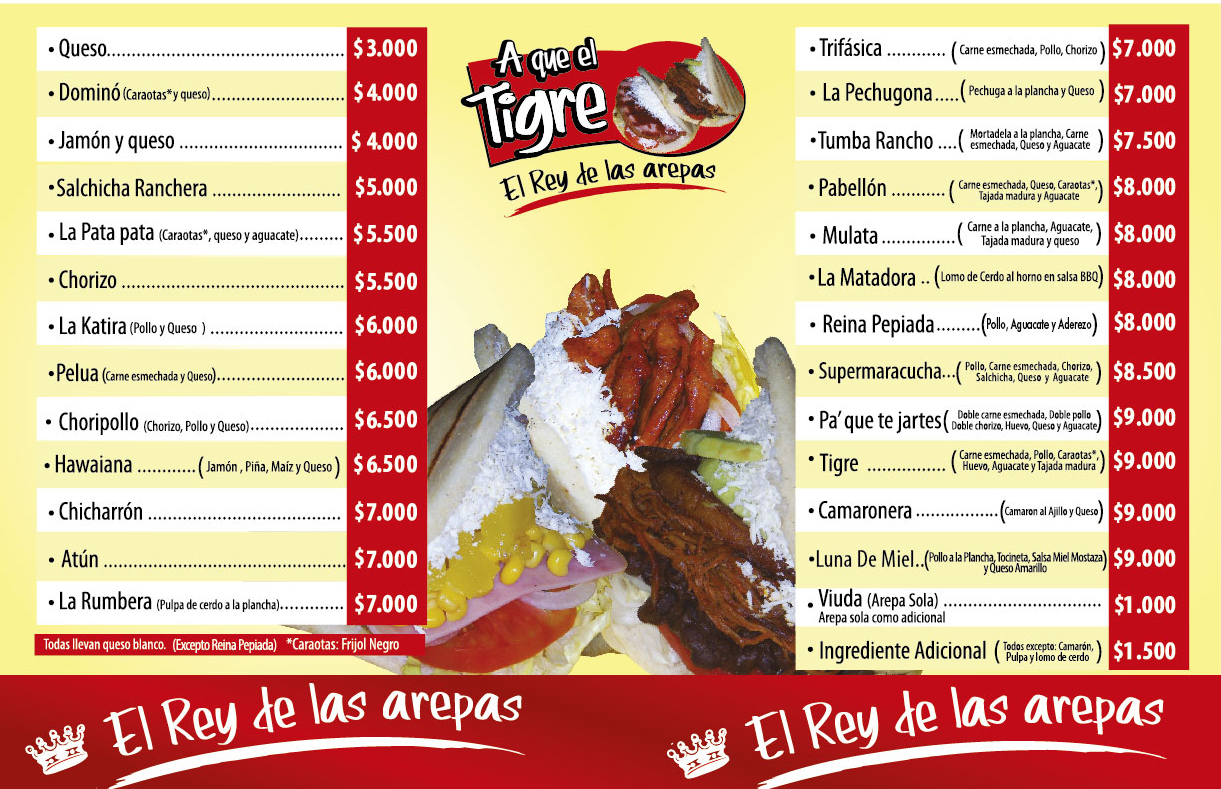 • Queso........................................ $3.000
• Dominó (Caraotas* y queso)........................ $4.000
• Jamón y queso ................................. $4.000
• Salchicha Ranchera .......................... $5.000
• La Pata pata (Caraotas*, queso y aguacate)......... $5.500
• Chorizo ........................................ $5.500
• La Katira (Pollo y Queso ) ........................ $6.000
• Pelua (Carne esmechada y Queso)....................... $6.000
• Choripollo (Chorizo, Pollo y Queso)................. $6.500
• Hawaiana ...........( Jamón , Piña, Maíz y Queso ) $6.500
• Chicharrón ................................... $7.000
• Atún ........................................... $7.000
• La Rumbera (Pulpa de cerdo a la plancha)............ $7.000
Todas llevan queso blanco. (Excepto Reina Pepiada) *Caraotas: Frijol Negro
A que el
Tigre
El Rey de las arepas
• Trifásica ............ ( Carne esmechada, Pollo, Chorizo ) $7.000
• La Pechugona.....( Pechuga a la plancha y Queso ) $7.000
• Tumba Rancho ....( Mortadela a la plancha, Carne
esmechada, Queso y Aguacate ) $7.500
• Pabellón ........... ( Carne esmechada, Queso, Caraotas*,
Tajada madura y Aguacate ) $8.000
• Mulata ...............( Carne a la plancha, Aguacate,
Tajada madura y queso ) $8.000
• La Matadora .. (Lomo de Cerdo al horno en salsa BBQ) $8.000
• Reina Pepiada.........(Pollo, Aguacate y Aderezo) $8.000
• Supermaracucha...( Pollo, Carne esmechada, Chorizo,
Salchicha, Queso y Aguacate ) $8.500
• Pa' que te jartes( Doble carne esmechada, Doble pollo
Doble chorizo, Huevo, Queso y Aguacate) $9.000
• Tigre ................ ( Carne esmechada, Pollo, Caraotas*,
Huevo, Aguacate y Tajada madura ) $9.000
• Camaronera .................(Camaron al Ajillo y Queso) $9.000
• Luna De Miel..(Pollo a la Plancha, Tocineta, Salsa Miel Mostaza
y Queso Amarillo ) $9.000
• Viuda (Arepa Sola) ................................ $1.000
Arepa sola como adicional
• Ingrediente Adicional ( Todos excepto: Camarón,
Pulpa y lomo de cerdo ) $1.500
El Rey de las arepas
El Rey de las arepas